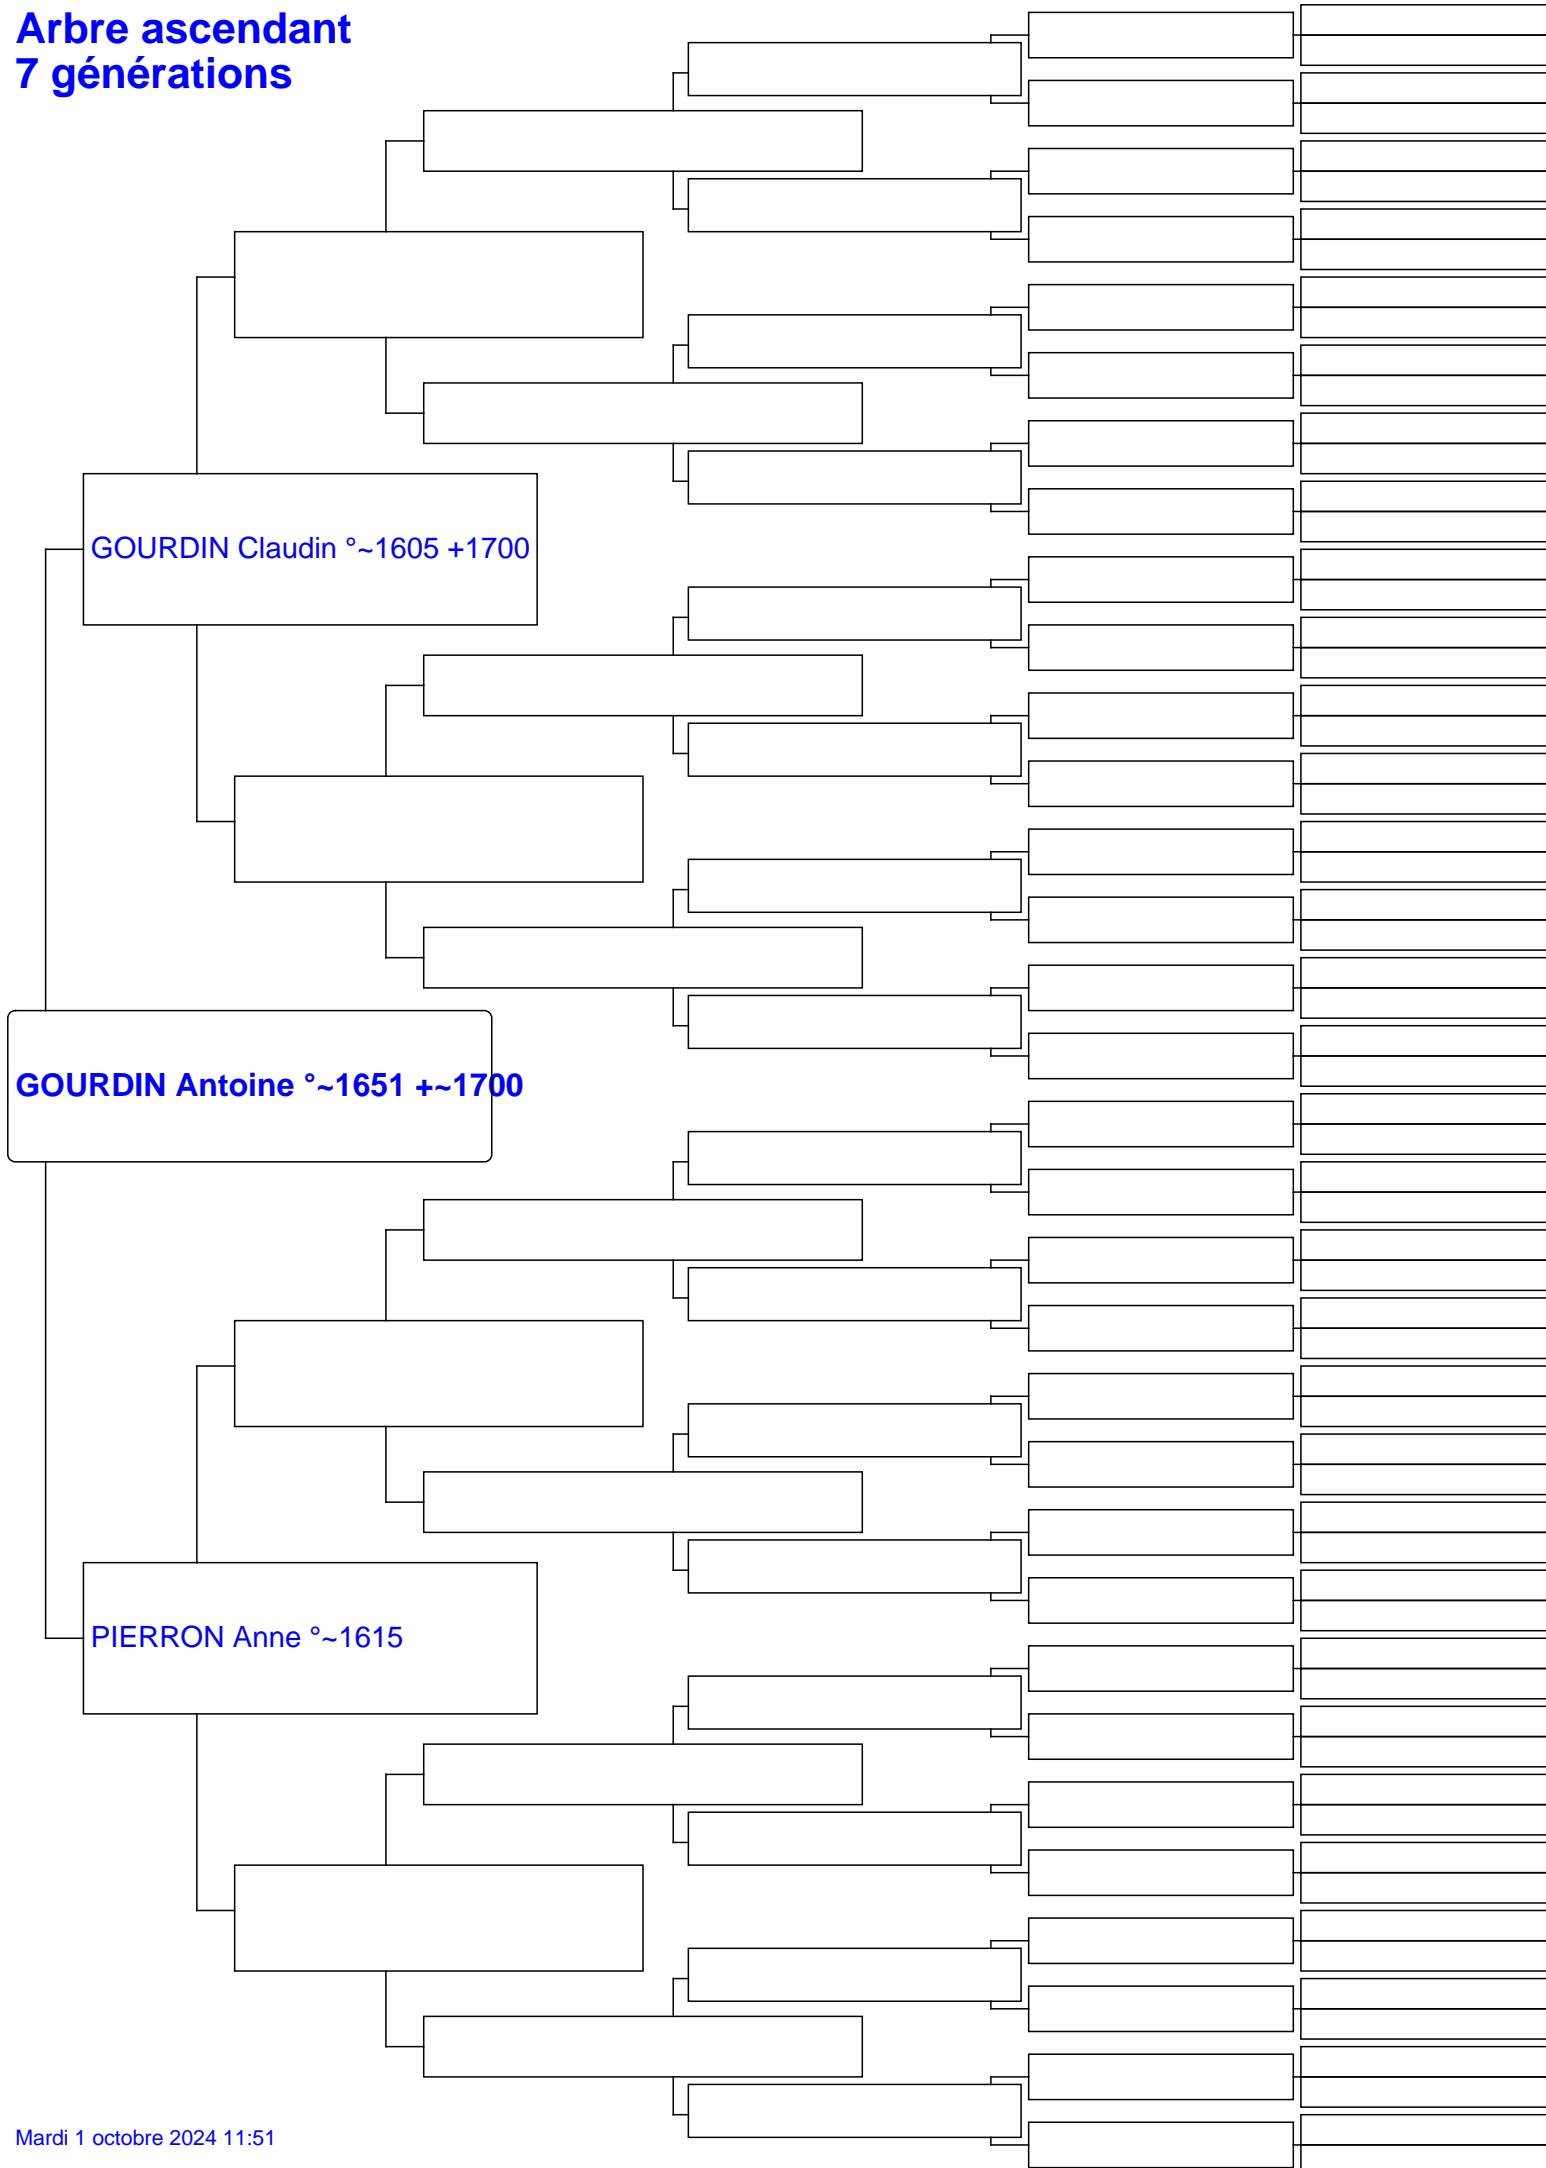 Arbre ascendant
7 générations
GOURDIN Claudin °~1605 +1700
GOURDIN Antoine °~1651 +~1700
PIERRON Anne °~1615
Mardi 1 octobre 2024 11:51